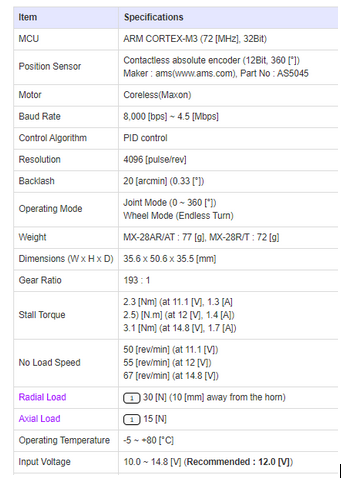 Item Specifications
MCU ARM CORTEX-M3 (72 [MHz], 32Bit)
Position Sensor Contactless absolute encoder (12Bit, 360 [°])
Maker : ams(www.ams.com), Part No : AS5045
Motor Coreless(Maxon)
Baud Rate 8,000 [bps] ~ 4.5 [Mbps]
Control Algorithm PID control
Resolution 4096 [pulse/rev]
Backlash 20 [arcmin] (0.33 [°])
Operating Mode Joint Mode (0 ~ 360 [°])
Wheel Mode (Endless Turn)
Weight MX-28AR/AT : 77 [g], MX-28R/T : 72 [g]
Dimensions (W x H x D) 35.6 x 50.6 x 35.5 [mm]
Gear Ratio 193 : 1
Stall Torque 2.3 [Nm] (at 11.1 [V], 1.3 [A]
2.5) [N.m] (at 12 [V], 1.4 [A])
3.1 [Nm] (at 14.8 [V], 1.7 [A])
No Load Speed 50 [rev/min] (at 11.1 [V])
55 [rev/min] (at 12 [V])
67 [rev/min] (at 14.8 [V])
Radial Load 1 30 [N] (10 [mm] away from the horn)
Axial Load 1 15 [N]
Operating Temperature -5 ~ +80 [°C]
Input Voltage 10.0 ~ 14.8 [V] (Recommended : 12.0 [V])